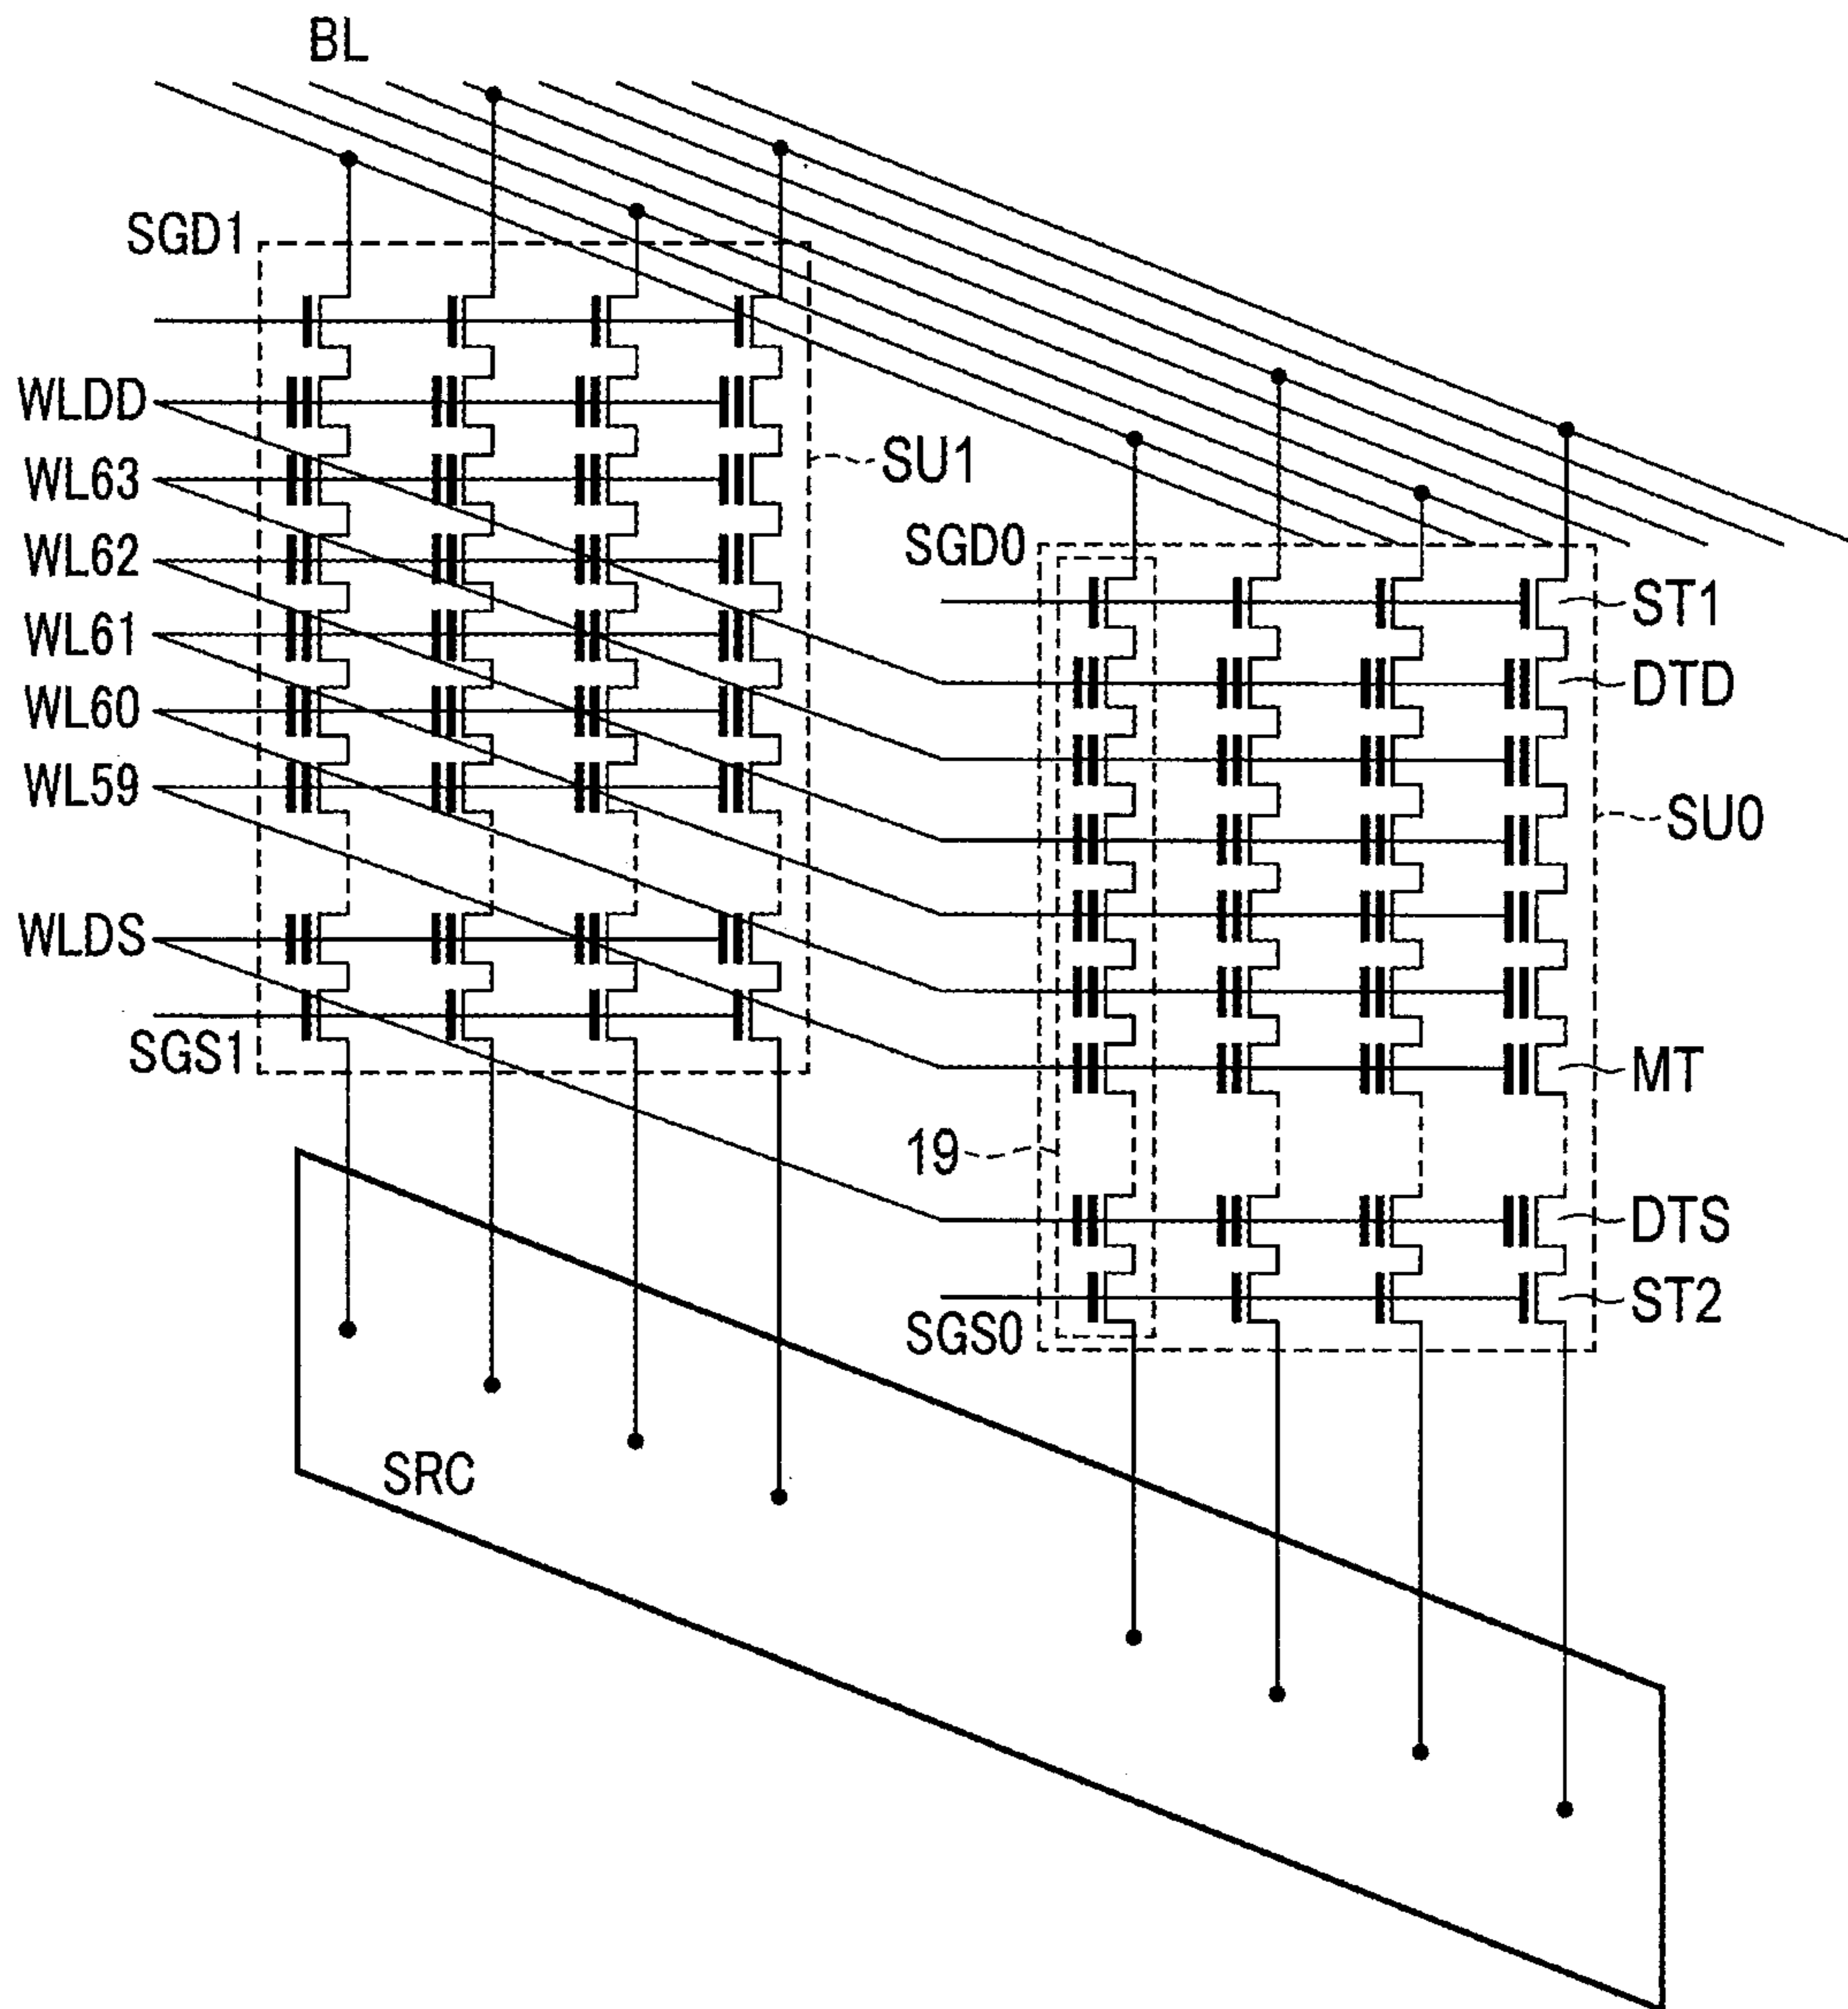 BL
SGD1
WLDD
WL63
SU1
WL62
SGD0
WL61
ST1
WL60
DTD
WL59
SU0
WLDS
SGS1
MT
19
DTS
SGS0
ST2
SRC